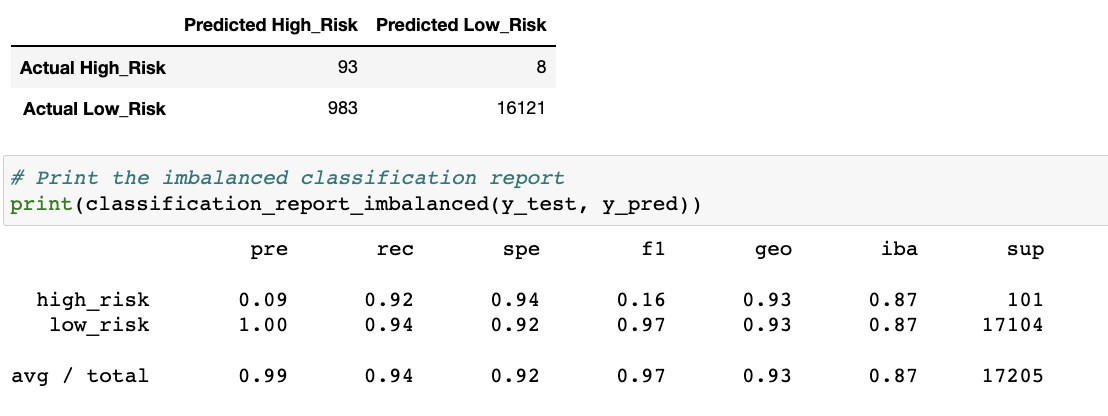 Predicted High_Risk Predicted Low_Risk
Actual High_Risk 93 8
Actual Low_Risk 983 16121
# Print the imbalanced classification report
print(classification_report_imbalanced(y_test, y_pred))
pre rec spe f1 geo iba sup
high_risk 0.09 0.92 0.94 0.16 0.93 0.87 101
low_risk 1.00 0.94 0.92 0.97 0.93 0.87 17104
avg / total 0.99 0.94 0.92 0.97 0.93 0.87 17205